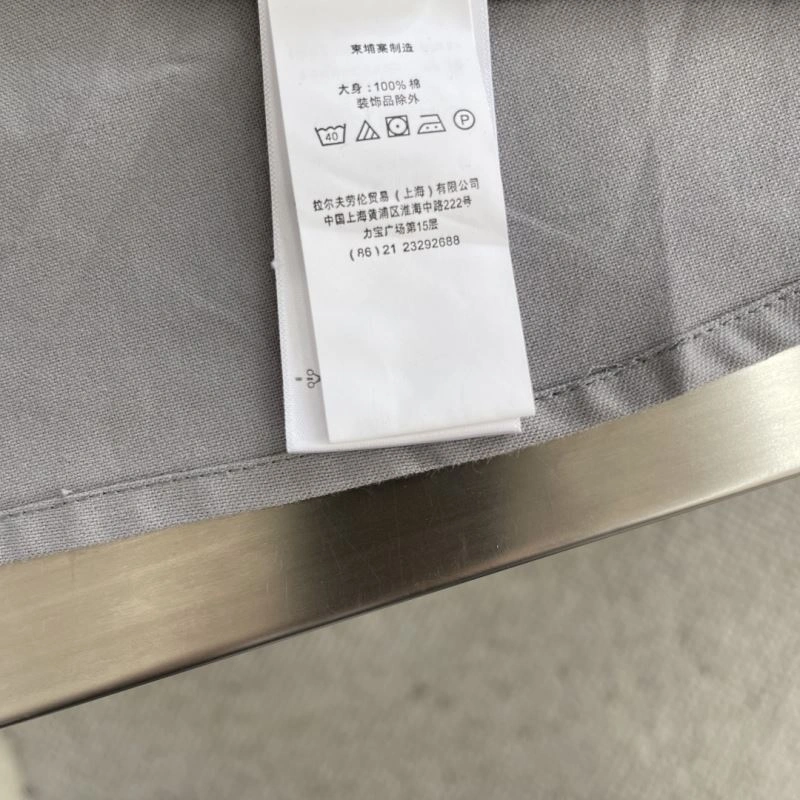 柬埔寨制造
大身：100% 棉
装饰品除外
40
P
拉尔夫劳伦贸易（上海）有限公司
中国上海黄浦区淮海中路222号
力宝广场第15层
(86)21 23292688